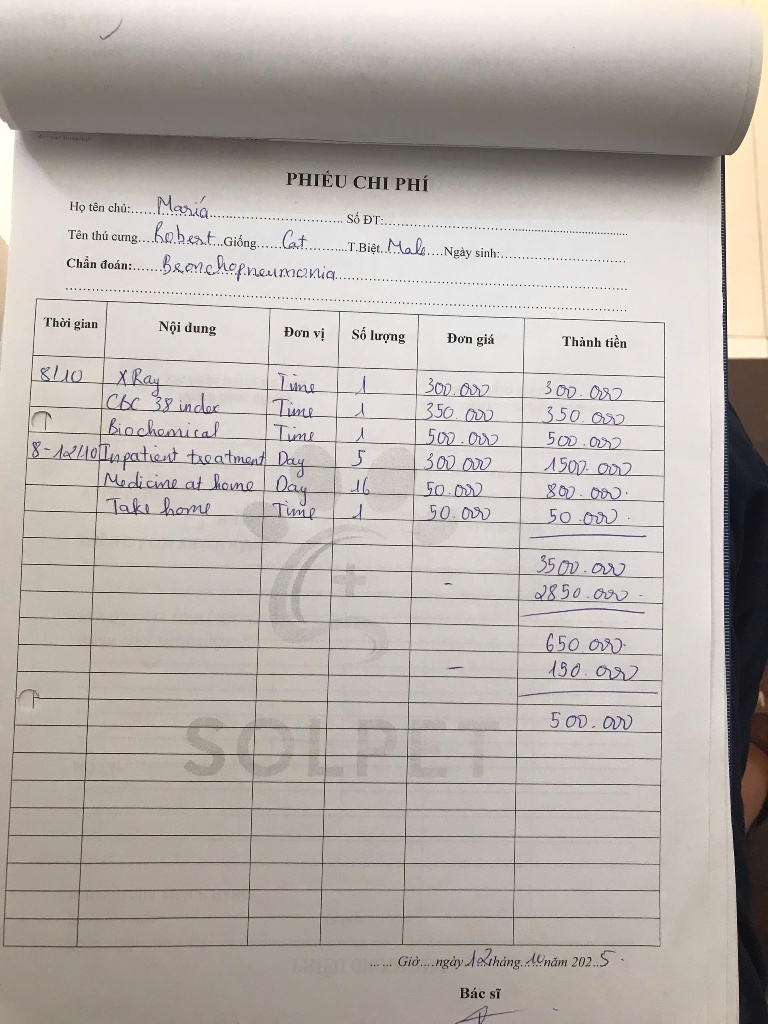 PHIẾU CHI PHÍ
Họ tên chủ:......Maria........................ Số ĐT:............................
Tên thú cưng...Robert...Giống......Cat..........T.Biệt..Male....Ngày sinh:............................
Chẩn đoán:......Bronchopneumonia............................
Thời gian Nội dung Đơn vị Số lượng Đơn giá Thành tiền
8/10 XRay Time 1 300.000 300.000
CBC 38 index Time 1 350.000 350.000
Biochemical Time 1 500.000 500.000
8-12/10 Inpatient treatment Day 5 300 000 1500.000
Medicine at home Day 16 50.000 800.000.
Take home Time 1 50.000 50.000.
3500.000
- 2850.000.
650.000.
- 150.000
500.000
SOLPET
...... Giờ....ngày 12 tháng..10 năm 202..5.
Bác sĩ